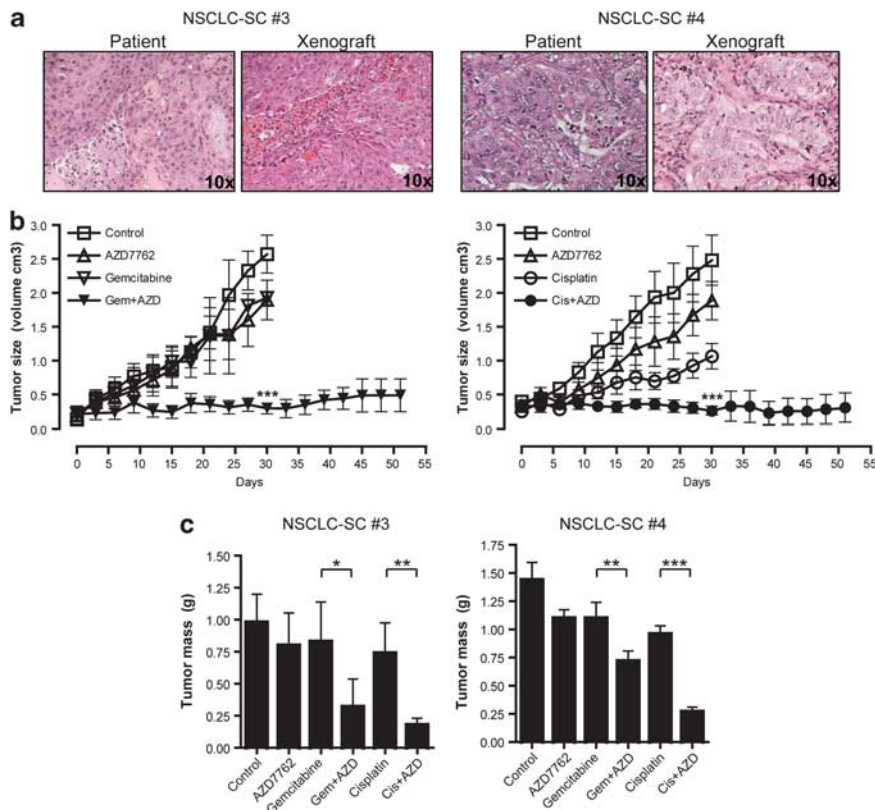 a
NSCLC-SC #3
NSCLC-SC #4
Patient
Xenograft
Patient
Xenograft
10x
10x
10x
10x
b
Tumor size (volume cm3)
3.0
2.5
2.0
1.5
1.0
0.5
0.0
Control
AZD7762
Gemcitabine
Gem+AZD
***
0 5 10 15 20 25 30 35 40 45 50 55
Days
Tumor size (volume cm3)
3.0
2.5
2.0
1.5
1.0
0.5
0.0
Control
AZD7762
Cisplatin
Cis+AZD
***
0 5 10 15 20 25 30 35 40 45 50 55
Days
c
NSCLC-SC #3
Tumor mass (g)
1.50
1.25
1.00
0.75
0.50
0.25
0.00
*
**
Control
AZD7762
Gemcitabine
Gem+AZD
Cisplatin
Cis+AZD
NSCLC-SC #4
Tumor mass (g)
1.75
1.50
1.25
1.00
0.75
0.50
0.25
0.00
**
***
Control
AZD7762
Gemcitabine
Gem+AZD
Cisplatin
Cis+AZD